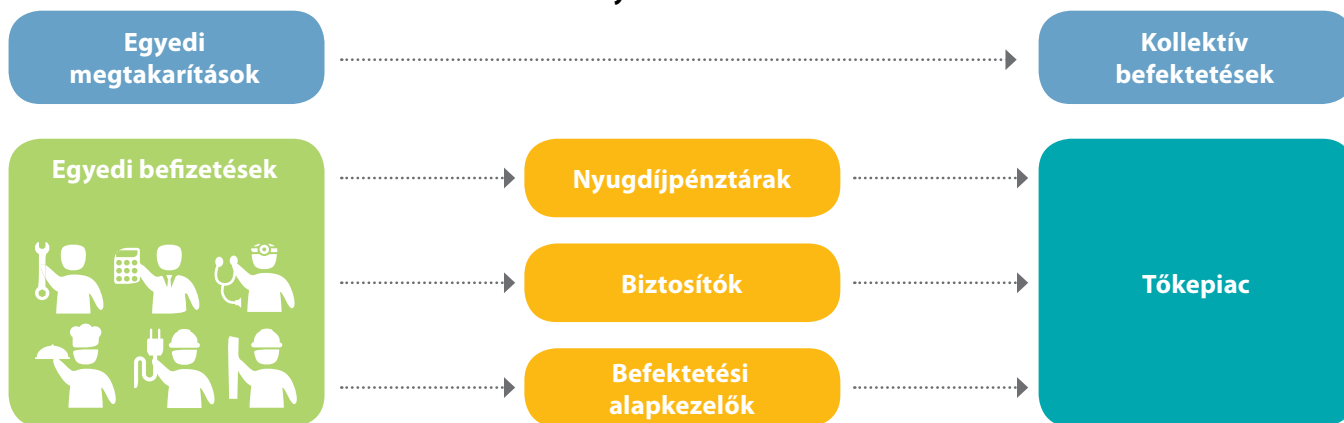 Egyedi
megtakarítások
Kollektív
befektetések
Egyedi befizetések
Nyugdíjpénztárak
Biztosítók
Tőkepiac
Befektetési
alapkezelők